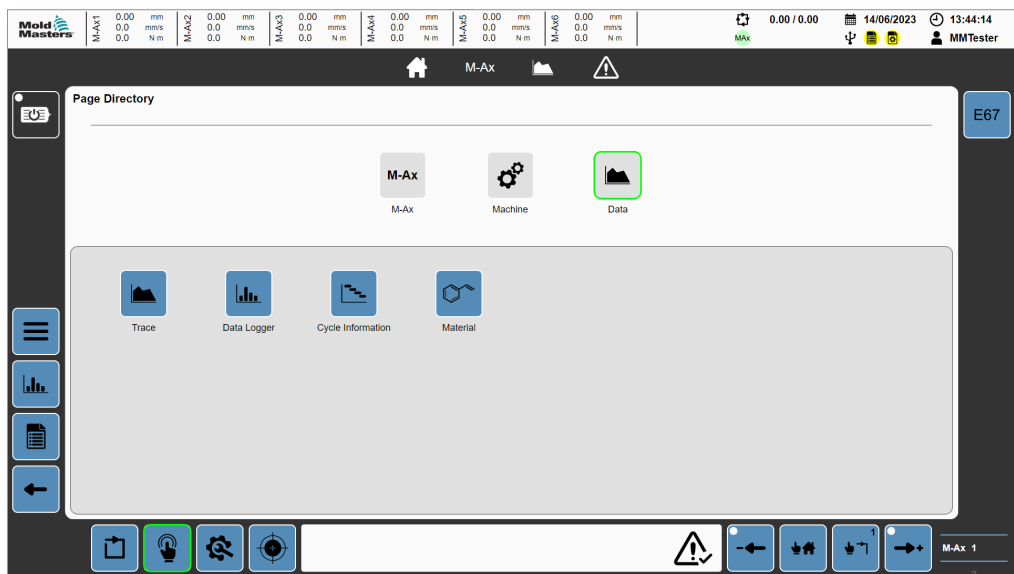 Mold
Masters
M-Ax1
0.00 mm
0.0 mm/s
0.0 N·m
M-Ax2
0.00 mm
0.0 mm/s
0.0 N·m
M-Ax3
0.00 mm
0.0 mm/s
0.0 N·m
M-Ax4
0.00 mm
0.0 mm/s
0.0 N·m
M-Ax5
0.00 mm
0.0 mm/s
0.0 N·m
M-Ax6
0.00 mm
0.0 mm/s
0.0 N·m
0.00 / 0.00
MAx
14/06/2023
13:44:14
MMTester
M-Ax
Page Directory
E67
M-Ax
M-Ax
Machine
Data
Trace
Data Logger
Cycle Information
Material
-
1
+
M-Ax 1